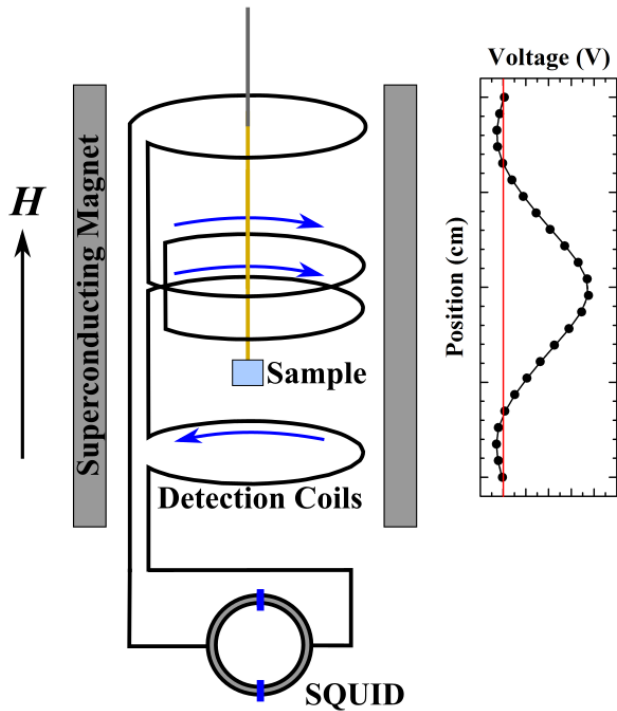 Voltage (V)
H
Superconducting Magnet
Position (cm)
Sample
Detection Coils
SQUID